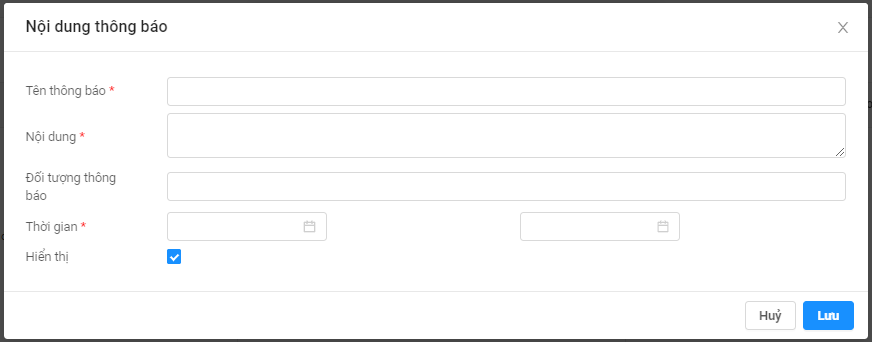 Nội dung thông báo
Tên thông báo *
Nội dung *
Đối tượng thông
báo
Thời gian *
Hiển thị
Huỷ
Lưu